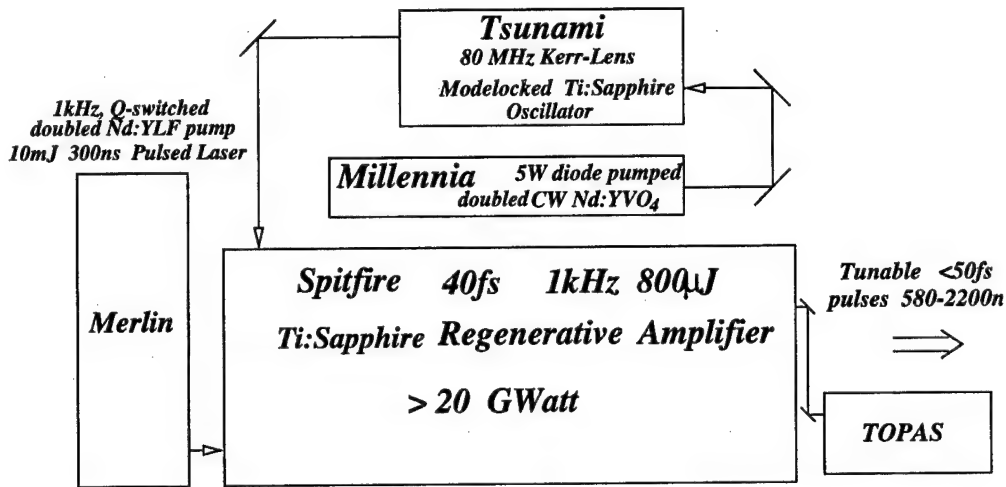 Tsunami
80 MHz Kerr-Lens
Modelocked Ti:Sapphire
Oscillator
1kHz, Q-switched
doubled Nd:YLF pump
10mJ 300ns Pulsed Laser
Millennia 5W diode pumped
doubled CW Nd:YVO4
Merlin
Spitfire 40fs 1kHz 800μJ
Ti:Sapphire Regenerative Amplifier
> 20 GWatt
Tunable <50fs
pulses 580-2200n
TOPAS